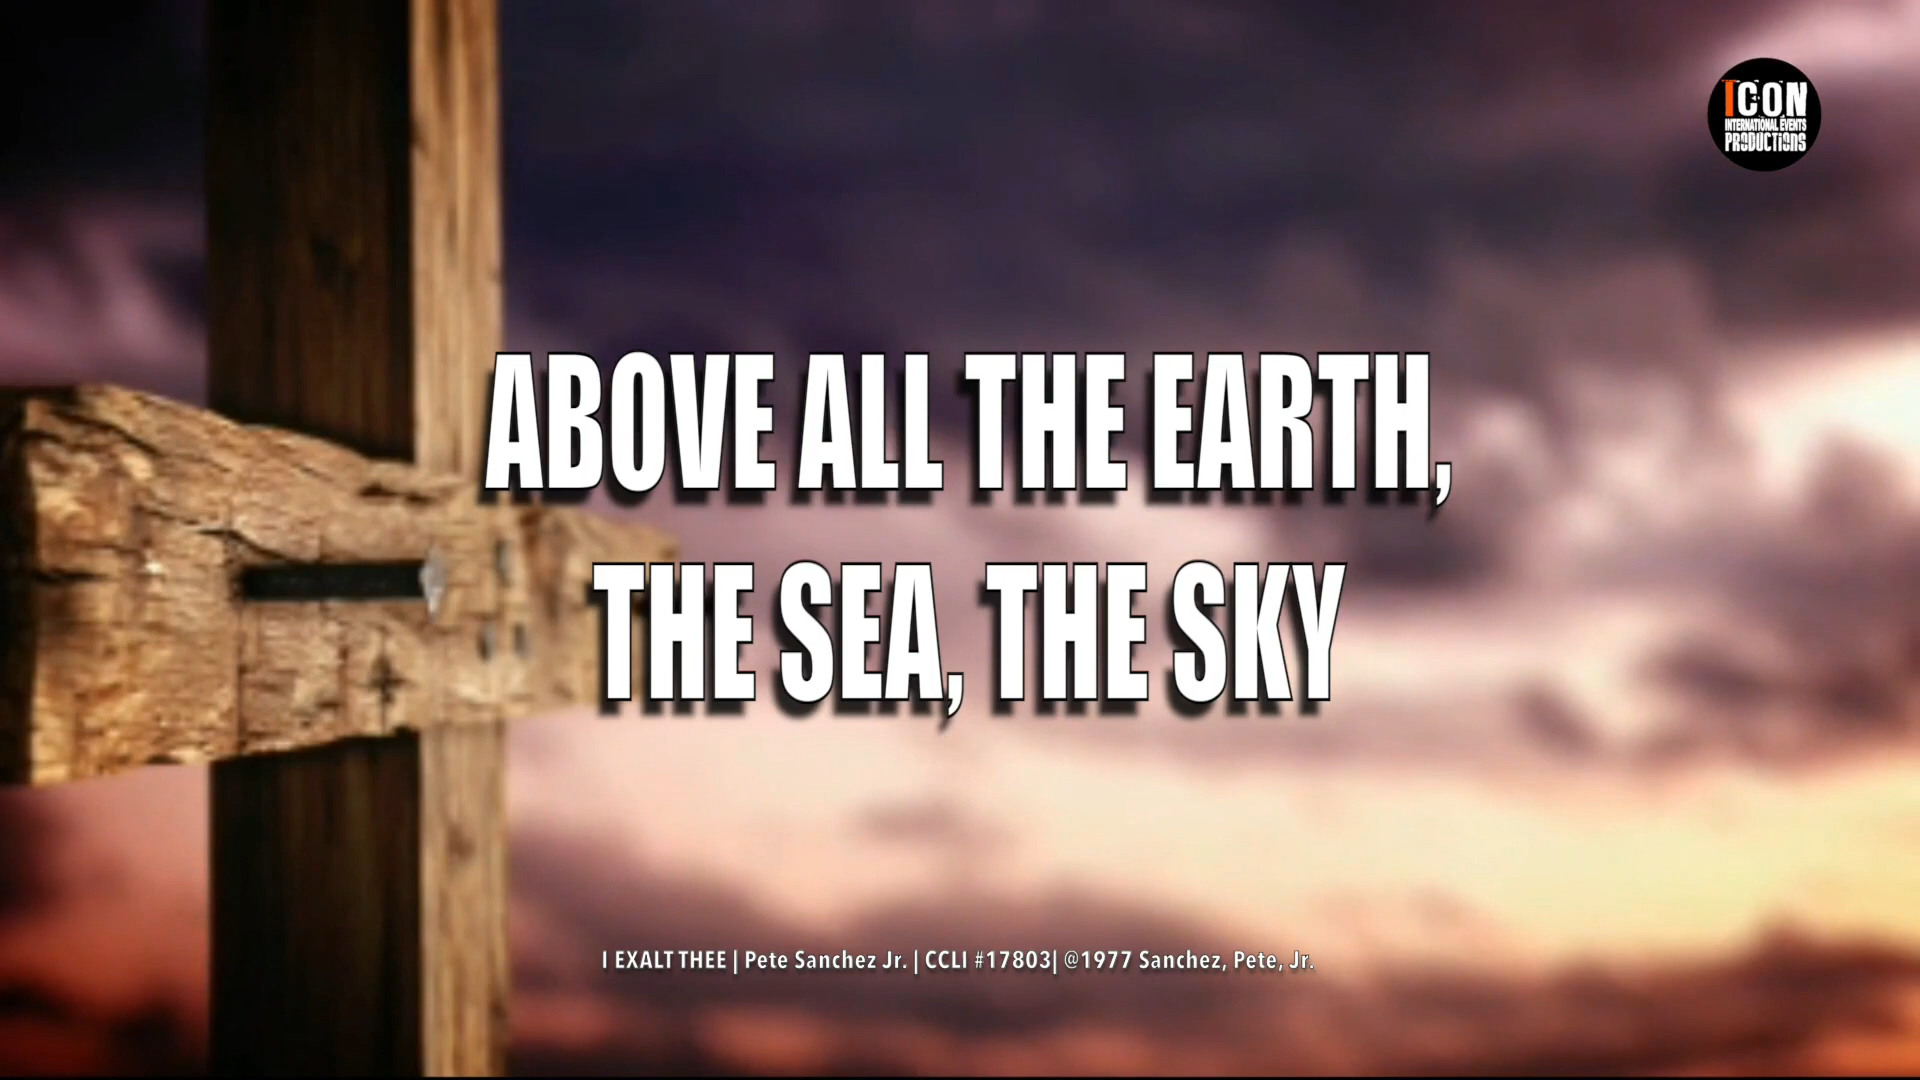 ICON
INTERNATIONAL EVENTS
PRODUCTIONS
ABOVE ALL THE EARTH,
THE SEA, THE SKY
I EXALT THEE | Pete Sanchez Jr. | CCLI #17803| @1977 Sanchez, Pete, Jr.